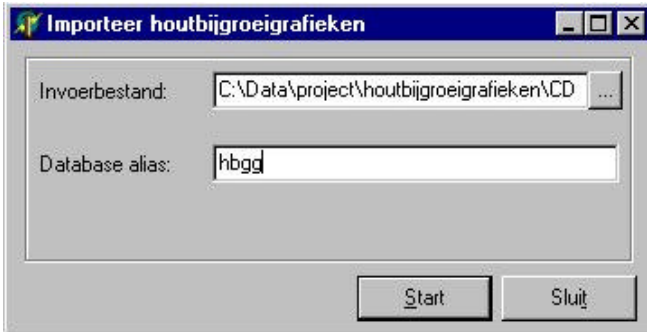 Importeer houtbijgroeigrafieken
Invoerbestand: C:\Data\project\houtbijgroeigrafieken\CD ...
Database alias: hbgg
Start Sluit